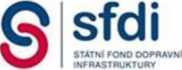 sfdi
STÁTNÍ FOND DOPRAVNÍ
INFRASTRUKTURY